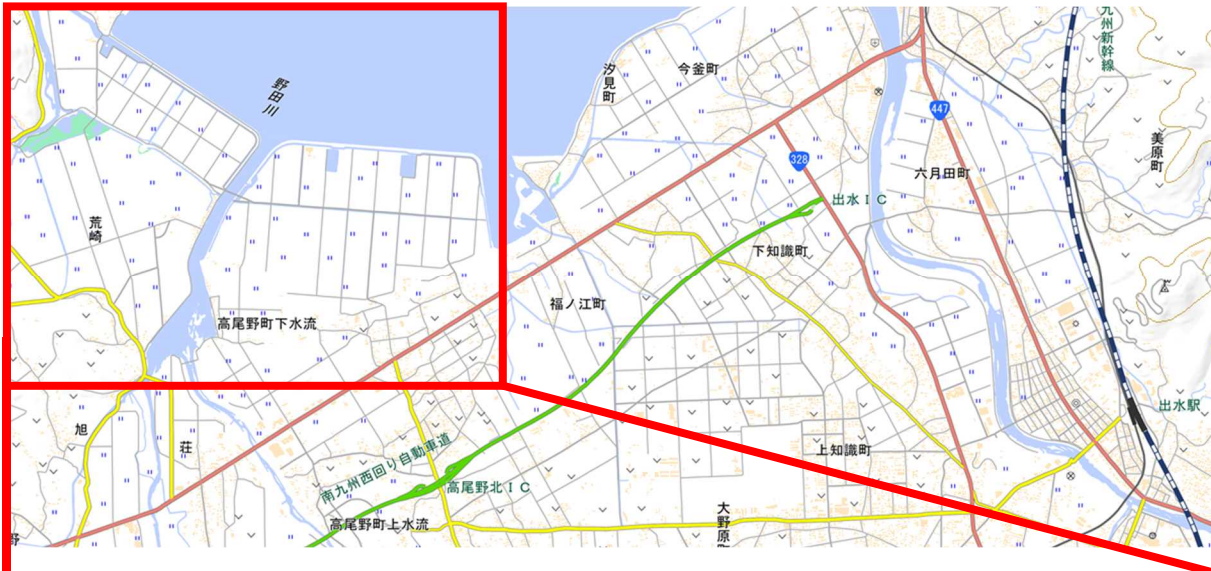 九州新幹線
野田川
汐見町
今釜町
447
美原町
328
六月田町
出水IC
荒崎
下知識町
福ノ江町
高尾野町下水流
出水駅
旭
荘
上知識町
南九州西回り自動車道
高尾野北IC
大野原町
高尾野町上水流
野